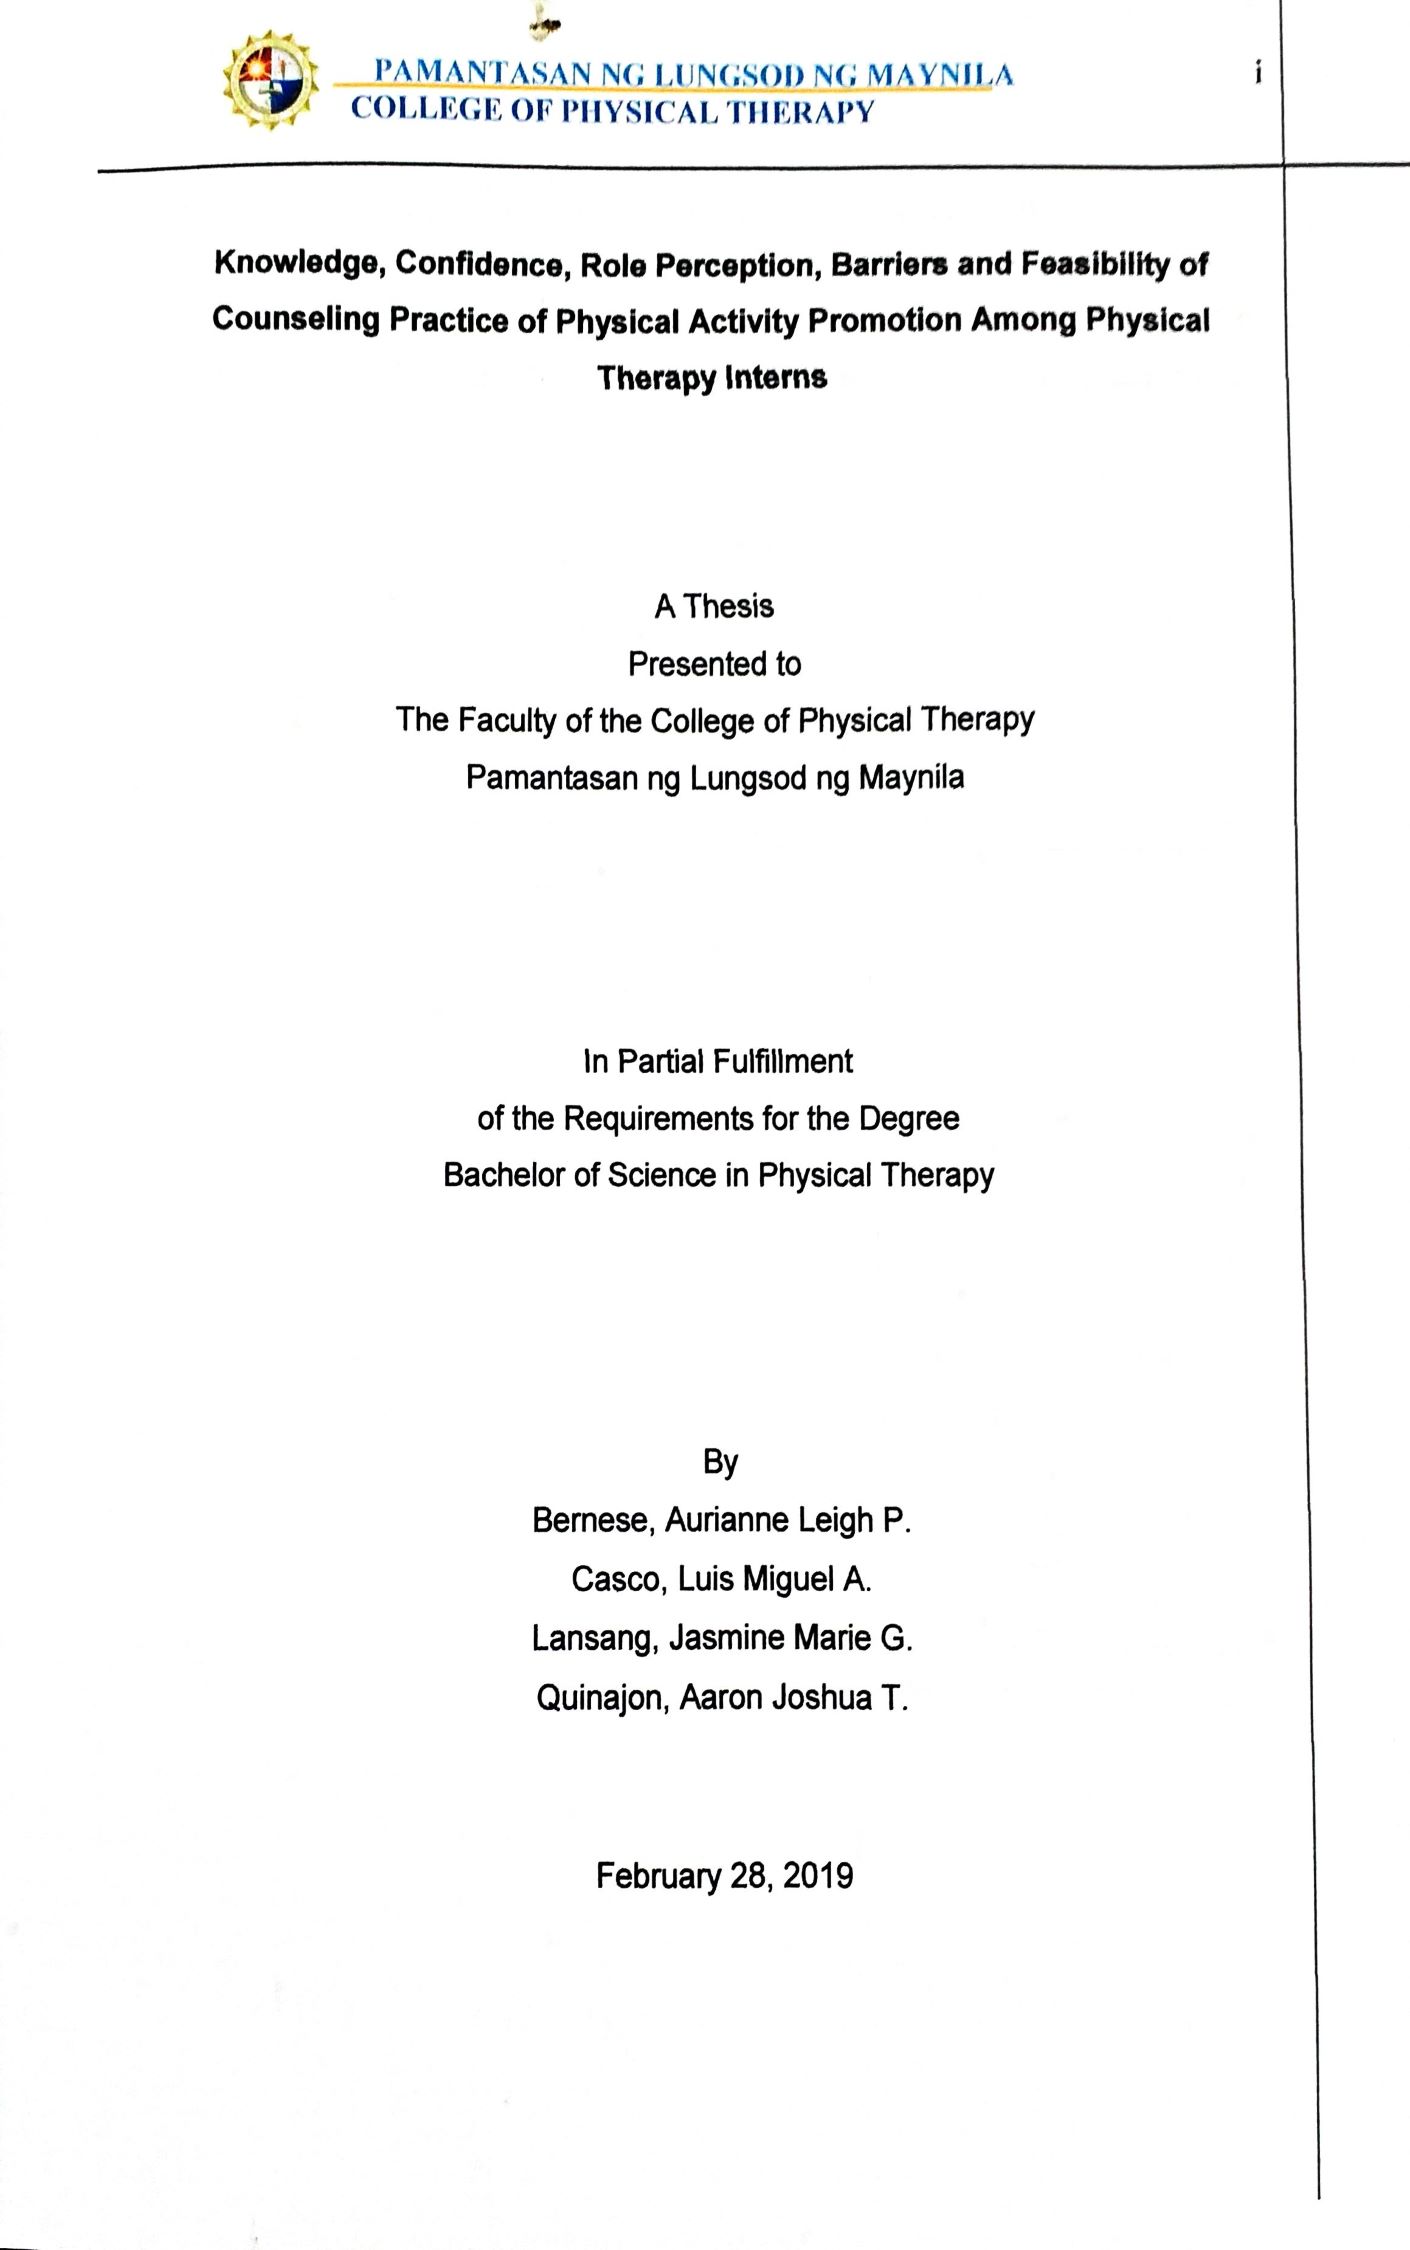 PAMANTASAN NG LUNGSOD NG MAYNILA
i
COLLEGE OF PHYSICAL THERAPY
Knowledge, Confidence, Role Perception, Barriers and Feasibility of
Counseling Practice of Physical Activity Promotion Among Physical
Therapy Interns
A Thesis
Presented to
The Faculty of the College of Physical Therapy
Pamantasan ng Lungsod ng Maynila
In Partial Fulfillment
of the Requirements for the Degree
Bachelor of Science in Physical Therapy
By
Bernese, Aurianne Leigh P.
Casco, Luis Miguel A.
Lansang, Jasmine Marie G.
Quinajon, Aaron Joshua T.
February 28, 2019